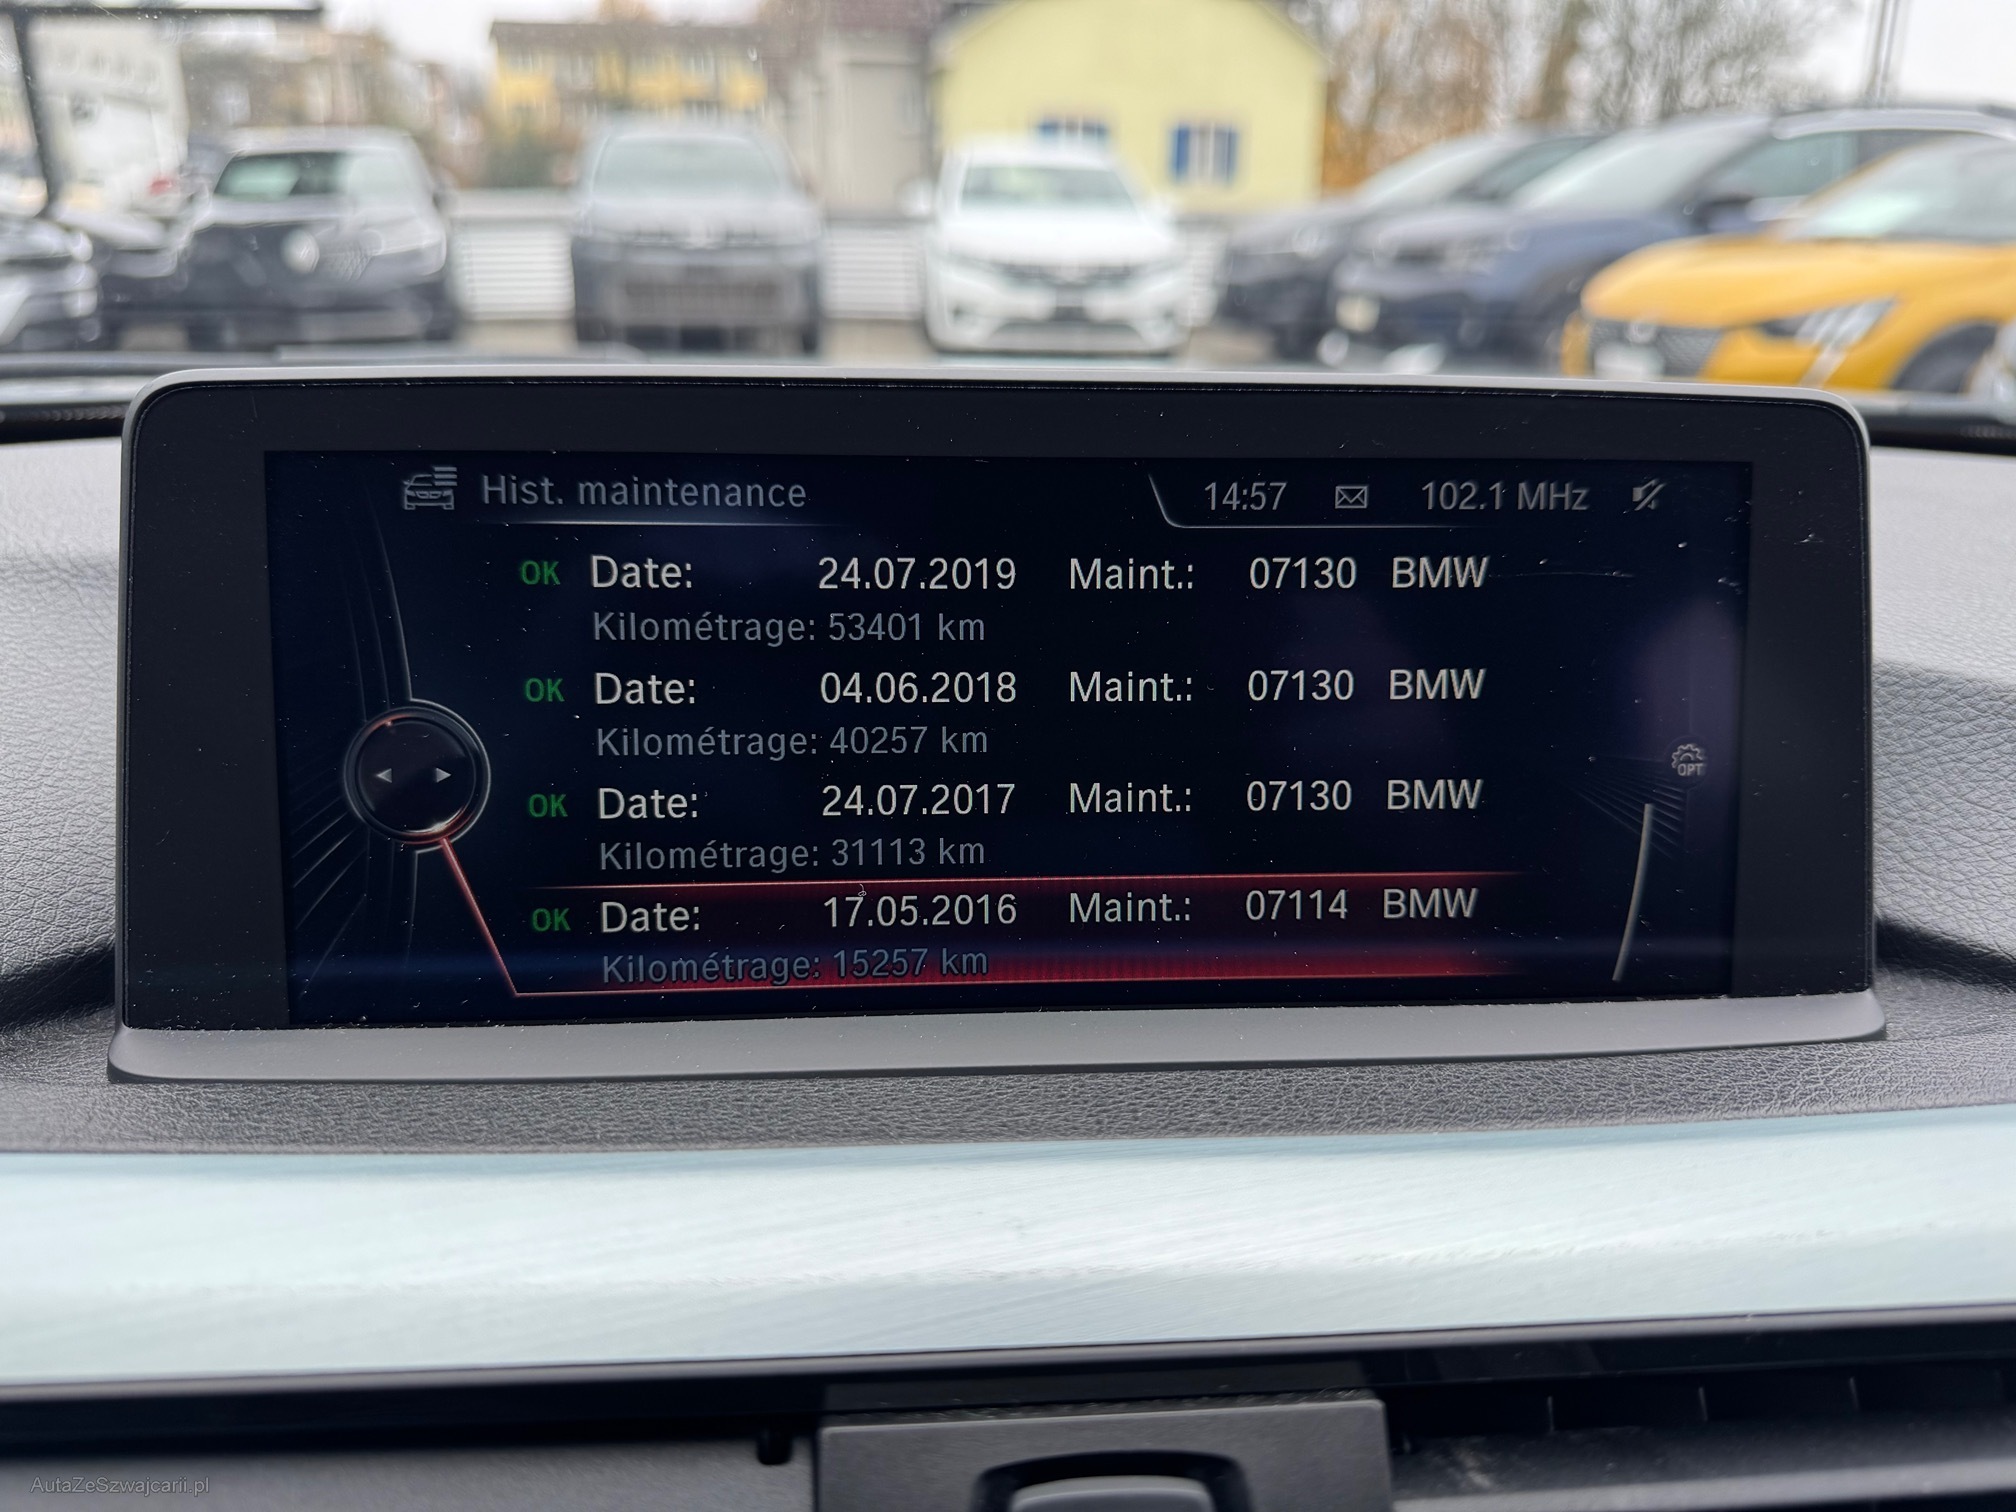 Hist. maintenance 14:57 102.1 MHz
OK Date: 24.07.2019 Maint.: 07130 BMW
Kilométrage: 53401 km
OK Date: 04.06.2018 Maint.: 07130 BMW
Kilométrage: 40257 km
OK Date: 24.07.2017 Maint.: 07130 BMW
Kilométrage: 31113 km
OK Date: 17.05.2016 Maint.: 07114 BMW
Kilométrage: 15257 km
OPT
AutaZeSzwajcarii.pl